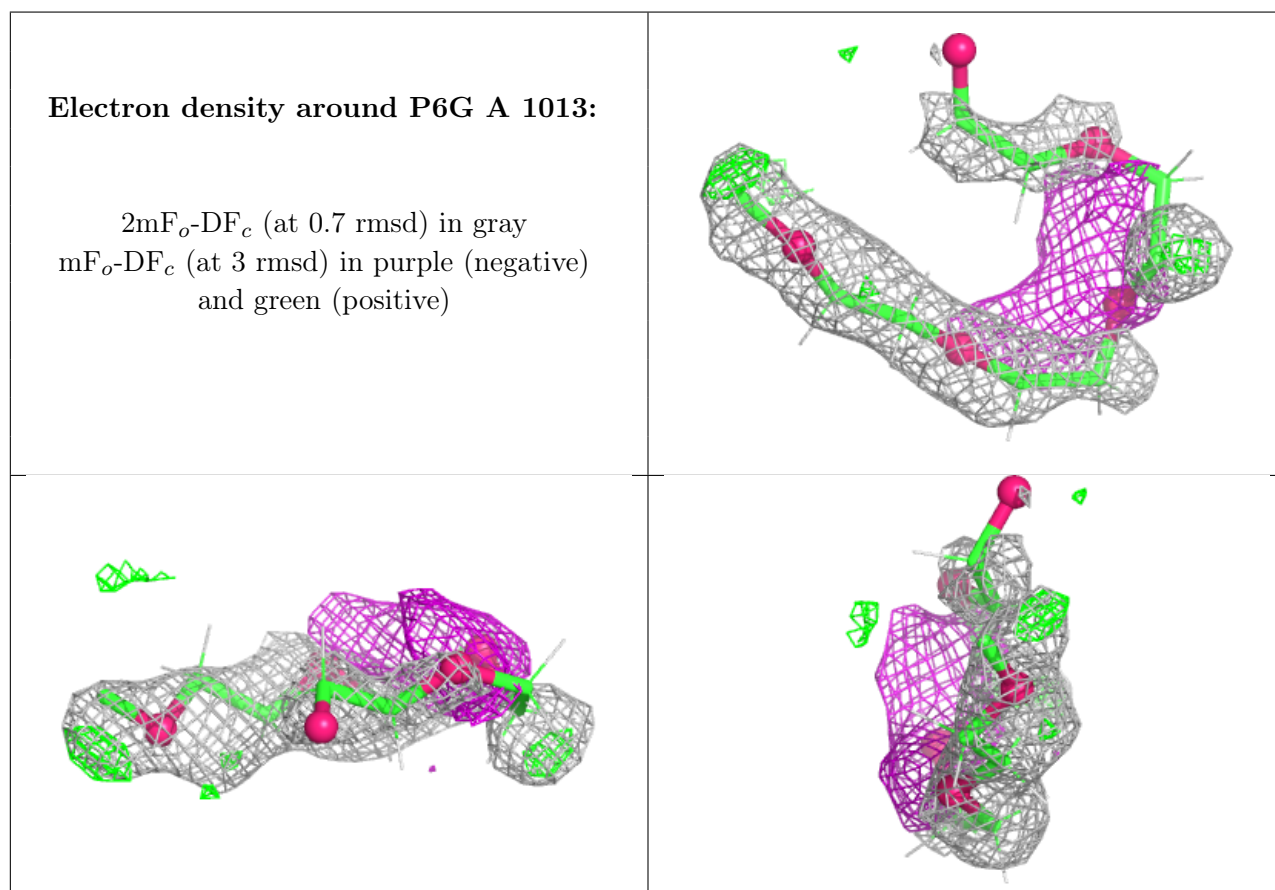 Electron density around P6G A 1013:
2mFo-DFc (at 0.7 rmsd) in gray
mFo-DFc (at 3 rmsd) in purple (negative)
and green (positive)